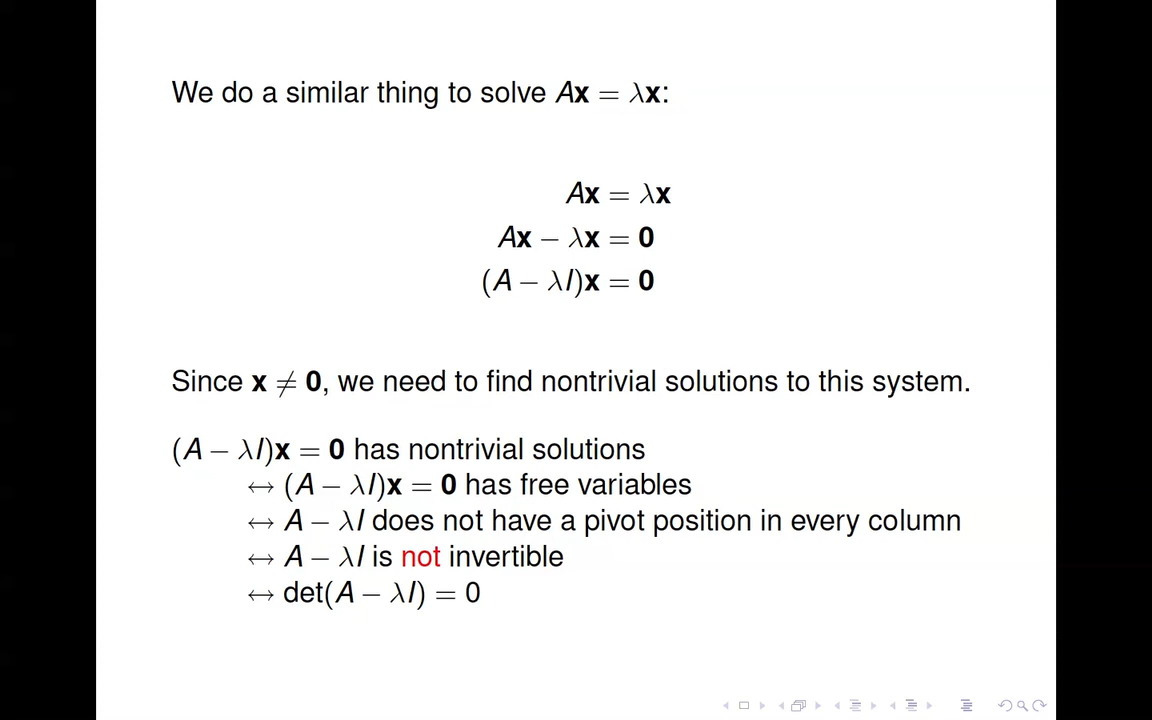 We do a similar thing to solve Ax = λx:
Ax = λx
Ax − λx = 0
(A − λI)x = 0
Since x ≠ 0, we need to find nontrivial solutions to this system.
(A − λI)x = 0 has nontrivial solutions
↔ (A − λI)x = 0 has free variables
↔ A − λI does not have a pivot position in every column
↔ A − λI is not invertible
↔ det(A − λI) = 0